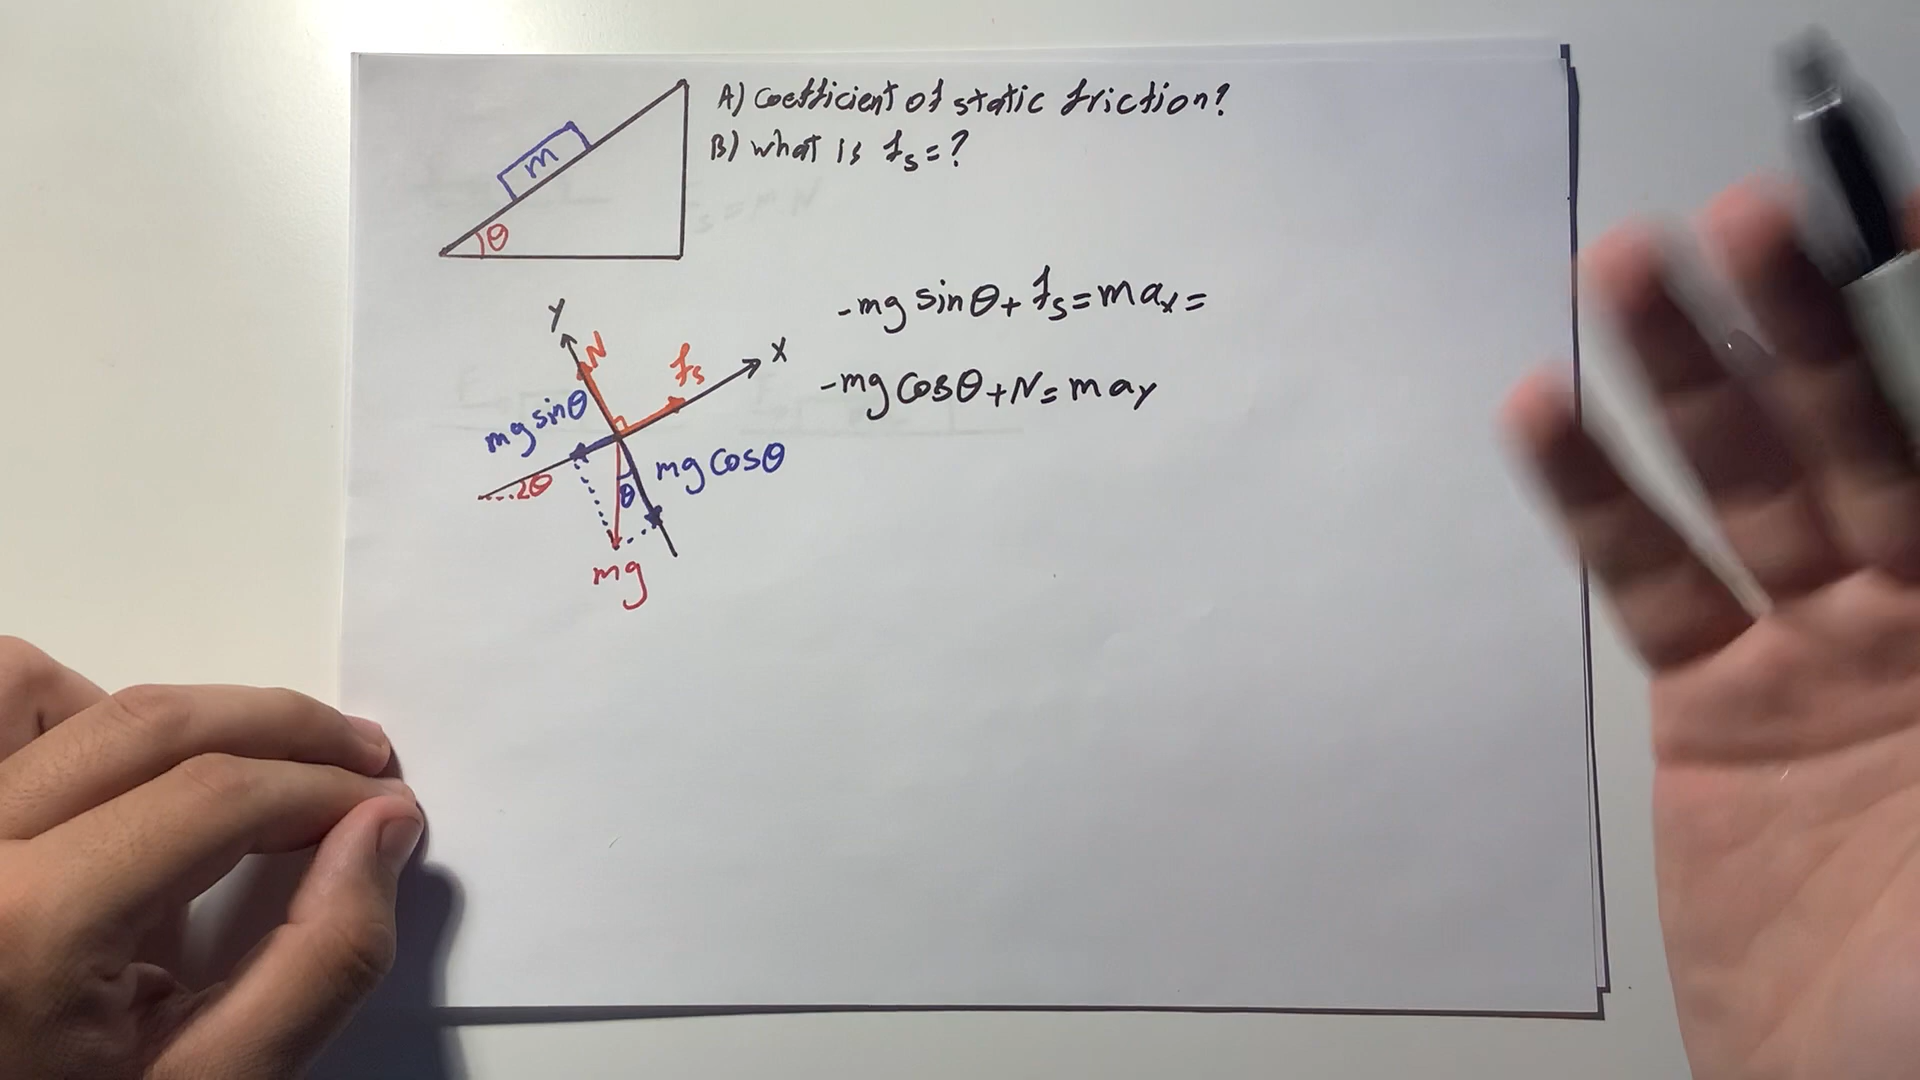 A) Coefficient of static friction?
B) what is fs=?
m
θ
-mg sinθ + fs = max =
-mg cosθ + N = may
Y
N
fs
X
mg sinθ
mg cosθ
θ
θ
mg